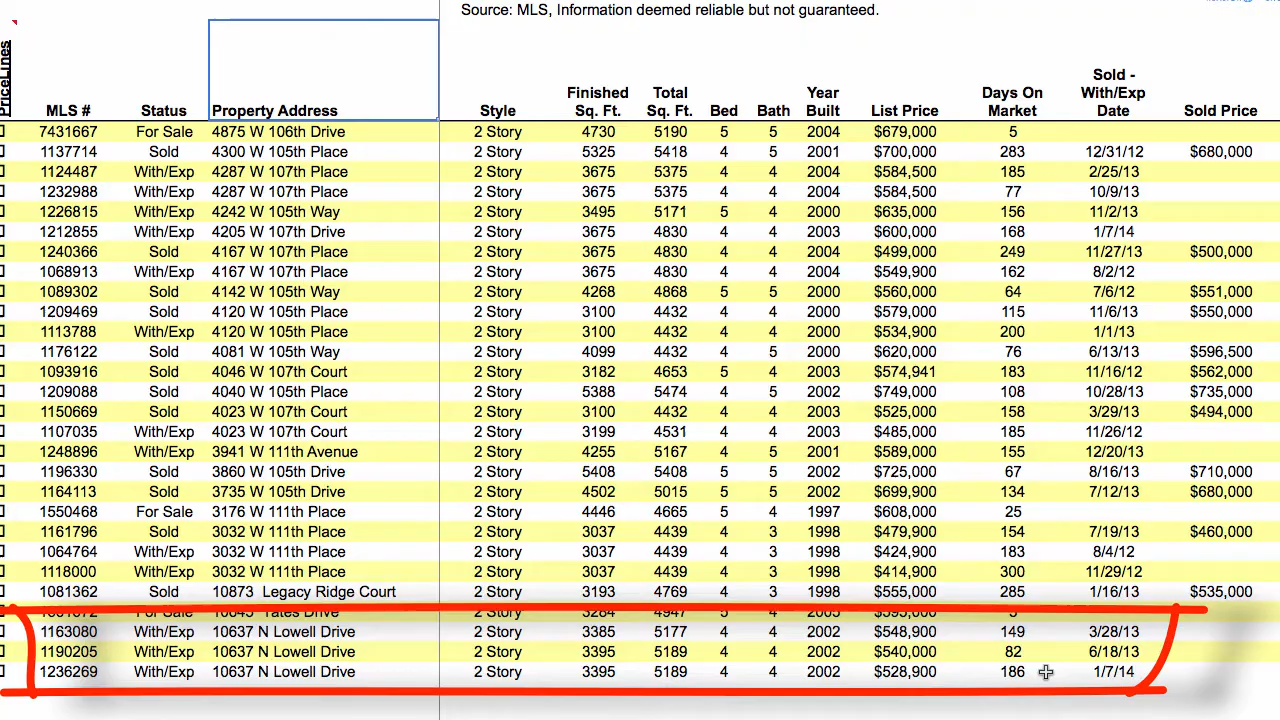 Source: MLS, Information deemed reliable but not guaranteed.
PriceLines MLS # Status Property Address Style Finished Sq. Ft. Total Sq. Ft. Bed Bath Year Built List Price Days On Market Sold - With/Exp Date Sold Price
7431667 For Sale 4875 W 106th Drive 2 Story 4730 5190 5 5 2004 $679,000 5
1137714 Sold 4300 W 105th Place 2 Story 5325 5418 4 5 2001 $700,000 283 12/31/12 $680,000
1124487 With/Exp 4287 W 107th Place 2 Story 3675 5375 4 4 2004 $584,500 185 2/25/13
1232988 With/Exp 4287 W 107th Place 2 Story 3675 5375 4 4 2004 $584,500 77 10/9/13
1226815 With/Exp 4242 W 105th Way 2 Story 3495 5171 5 4 2000 $635,000 156 11/2/13
1212855 With/Exp 4205 W 107th Drive 2 Story 3675 4830 4 4 2003 $600,000 168 1/7/14
1240366 Sold 4167 W 107th Place 2 Story 3675 4830 4 4 2004 $499,000 249 11/27/13 $500,000
1068913 With/Exp 4167 W 107th Place 2 Story 3675 4830 4 4 2004 $549,900 162 8/2/12
1089302 Sold 4142 W 105th Way 2 Story 4268 4868 5 5 2000 $560,000 64 7/6/12 $551,000
1209469 Sold 4120 W 105th Place 2 Story 3100 4432 4 4 2000 $579,000 115 11/6/13 $550,000
1113788 With/Exp 4120 W 105th Place 2 Story 3100 4432 4 4 2000 $534,900 200 1/1/13
1176122 Sold 4081 W 105th Way 2 Story 4099 4432 4 5 2000 $620,000 76 6/13/13 $596,500
1093916 Sold 4046 W 107th Court 2 Story 3182 4653 5 4 2003 $574,941 183 11/16/12 $562,000
1209088 Sold 4040 W 105th Place 2 Story 5388 5474 4 5 2002 $749,000 108 10/28/13 $735,000
1150669 Sold 4023 W 107th Court 2 Story 3100 4432 4 4 2003 $525,000 158 3/29/13 $494,000
1107035 With/Exp 4023 W 107th Court 2 Story 3199 4531 4 4 2003 $485,000 185 11/26/12
1248896 With/Exp 3941 W 111th Avenue 2 Story 4255 5167 4 5 2001 $589,000 155 12/20/13
1196330 Sold 3860 W 105th Drive 2 Story 5408 5408 5 5 2002 $725,000 67 8/16/13 $710,000
1164113 Sold 3735 W 105th Drive 2 Story 4502 5015 5 5 2002 $699,900 134 7/12/13 $680,000
1550468 For Sale 3176 W 111th Place 2 Story 4446 4665 5 4 1997 $608,000 25
1161796 Sold 3032 W 111th Place 2 Story 3037 4439 4 3 1998 $479,900 154 7/19/13 $460,000
1064764 With/Exp 3032 W 111th Place 2 Story 3037 4439 4 3 1998 $424,900 183 8/4/12
1118000 With/Exp 3032 W 111th Place 2 Story 3037 4439 4 3 1998 $414,900 300 11/29/12
1081362 Sold 10873 Legacy Ridge Court 2 Story 3193 4769 4 3 1998 $555,000 285 1/16/13 $535,000
For Sale Drive 2 Story 4
1163080 With/Exp 10637 N Lowell Drive 2 Story 3385 5177 4 4 2002 $548,900 149 3/28/13
1190205 With/Exp 10637 N Lowell Drive 2 Story 3395 5189 4 4 2002 $540,000 82 6/18/13
1236269 With/Exp 10637 N Lowell Drive 2 Story 3395 5189 4 4 2002 $528,900 186 1/7/14